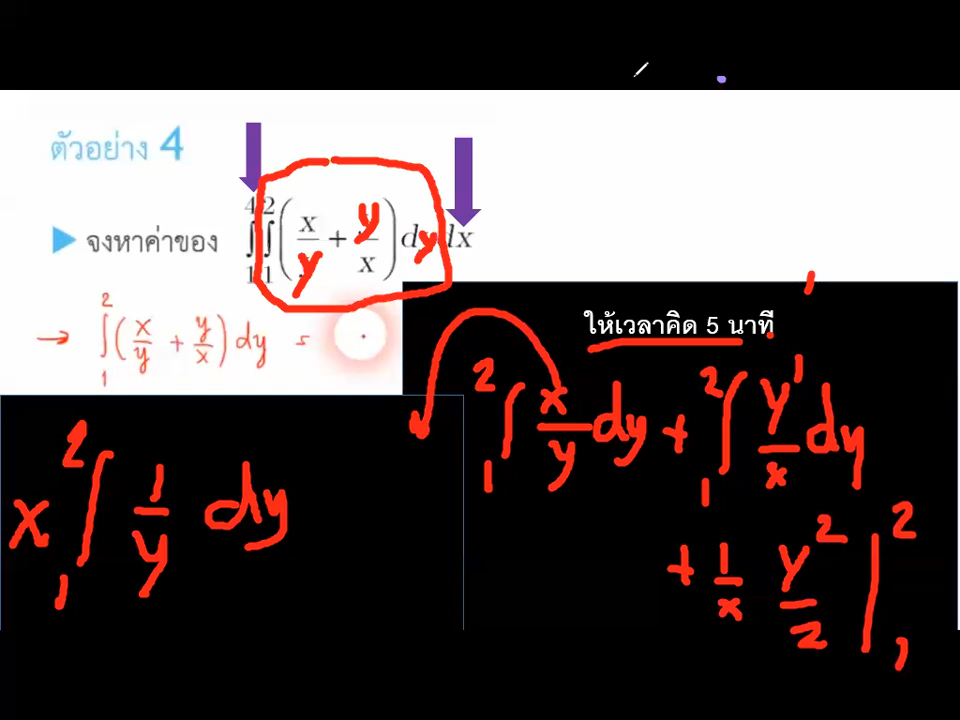 ตัวอย่าง 4
จงหาค่าของ ∫₁⁴∫₁² (x/y + y/x) dy dx
→ ∫₁² (x/y + y/x) dy =
ให้เวลาคิด 5 นาที
₁²∫ x/y dy + ₁²∫ y¹/x dy
x ₁²∫ 1/y dy
+ 1/x y²/2 |₁²